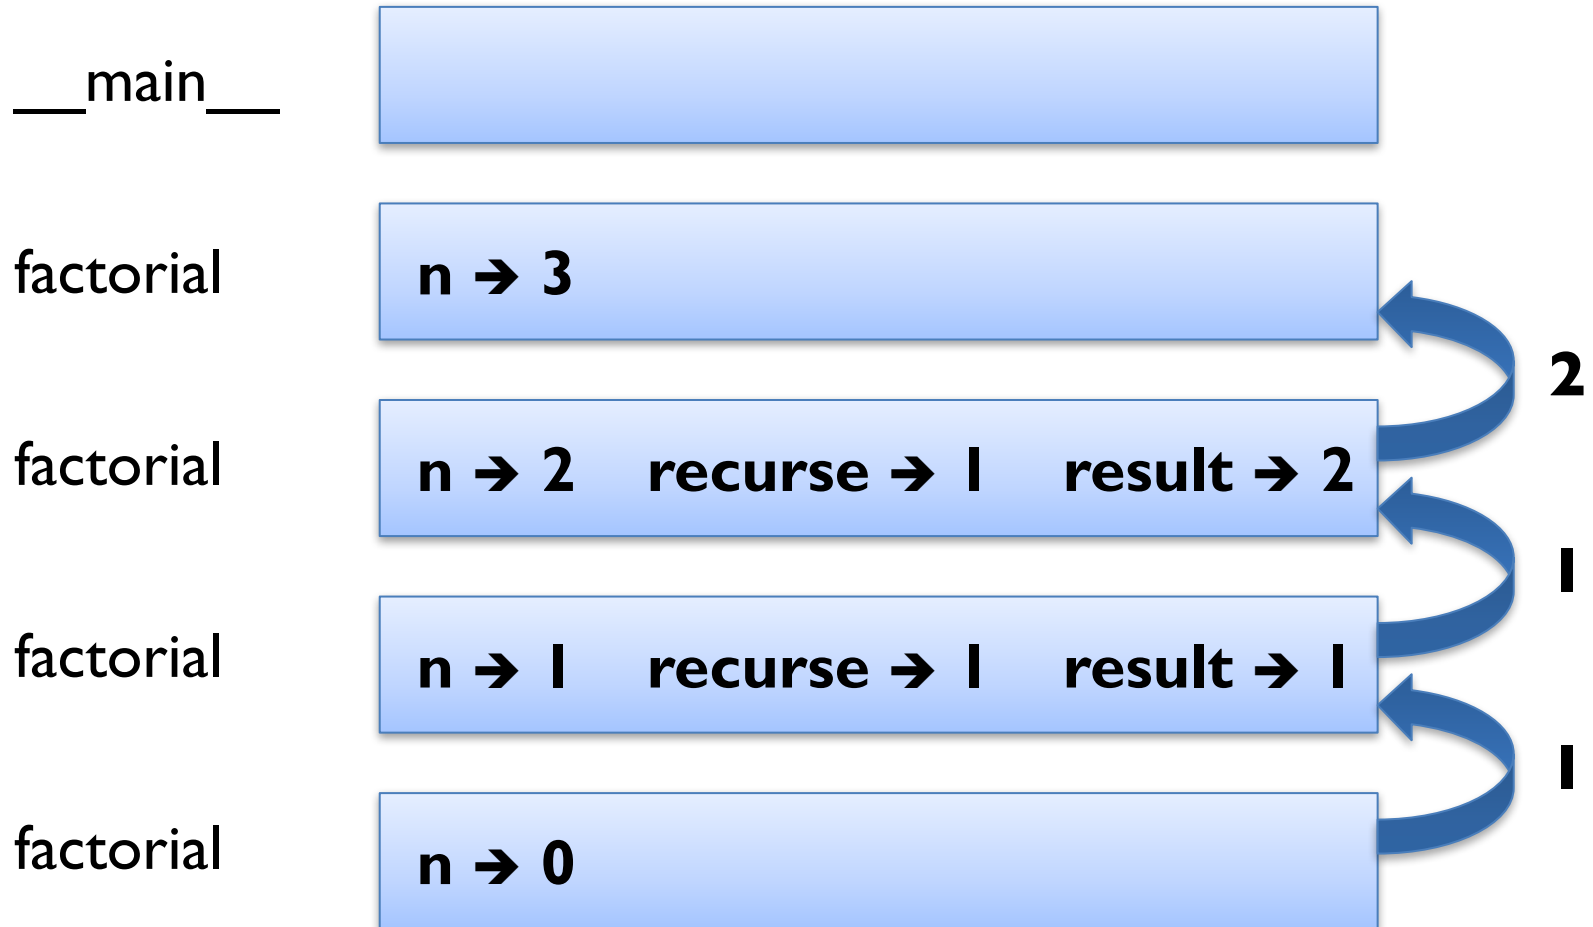 __main__
factorial n → 3
2
factorial n → 2 recurse → 1 result → 2
1
factorial n → 1 recurse → 1 result → 1
1
factorial n → 0